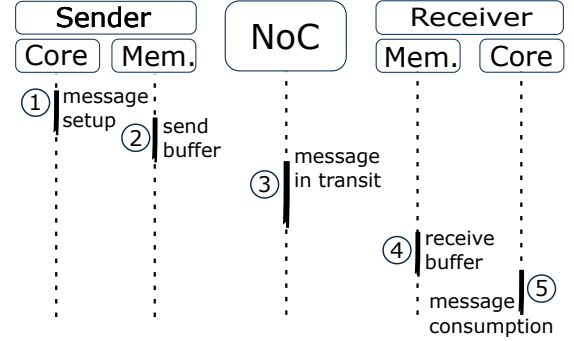 Sender
NoC
Receiver
Core
Mem.
Mem.
Core
1
message
setup
2
send
buffer
3
message
in transit
4
receive
buffer
5
message
consumption